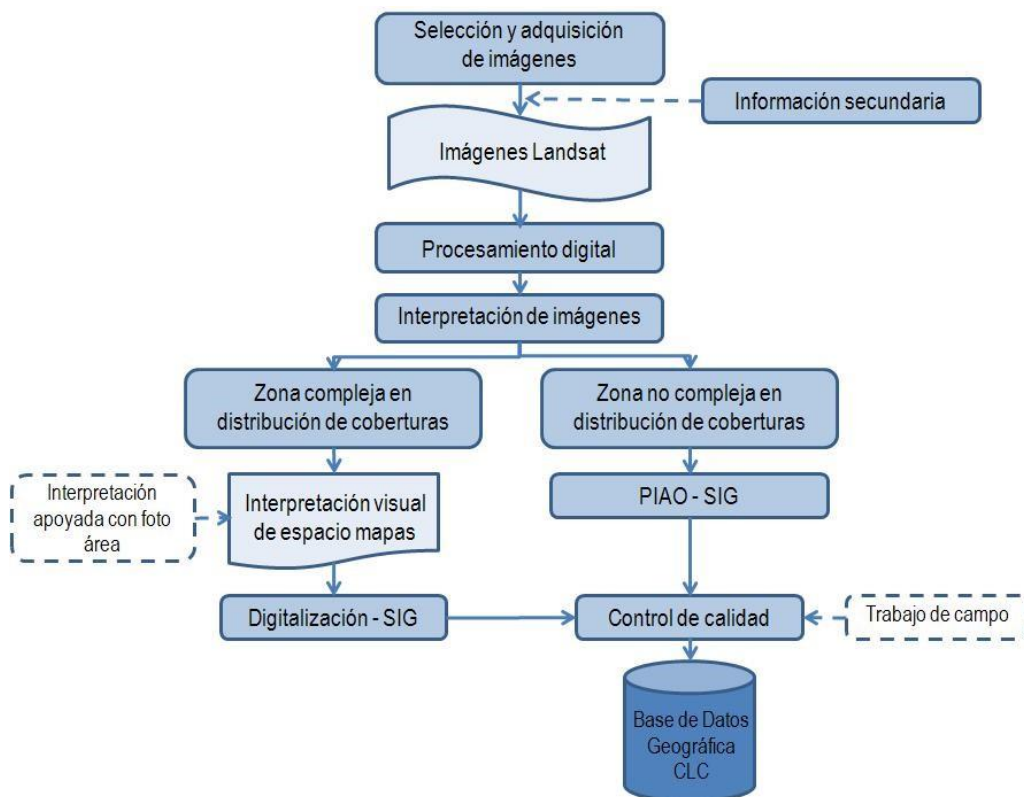 Selección y adquisición
de imágenes
Información secundaria
Imágenes Landsat
Procesamiento digital
Interpretación de imágenes
Zona compleja en
distribución de coberturas
Zona no compleja en
distribución de coberturas
Interpretación
apoyada con foto
área
Interpretación visual
de espacio mapas
PIAO - SIG
Digitalización - SIG
Control de calidad
Trabajo de campo
Base de Datos
Geográfica
CLC